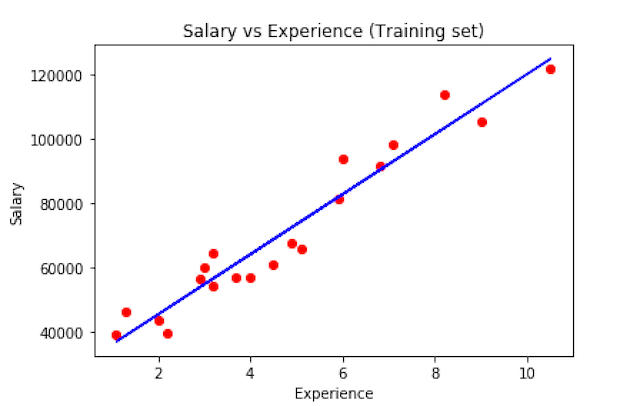 Salary vs Experience (Training set)
120000
100000
80000
60000
40000
Salary
2 4 6 8 10
Experience